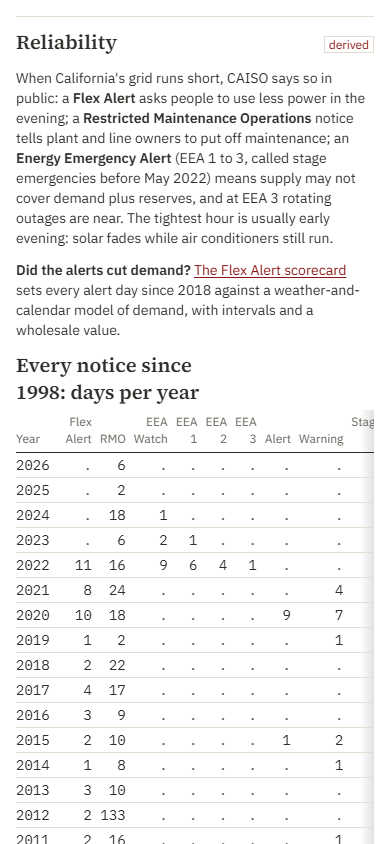 Reliability
derived
When California's grid runs short, CAISO says so in
public: a Flex Alert asks people to use less power in the
evening; a Restricted Maintenance Operations notice
tells plant and line owners to put off maintenance; an
Energy Emergency Alert (EEA 1 to 3, called stage
emergencies before May 2022) means supply may not
cover demand plus reserves, and at EEA 3 rotating
outages are near. The tightest hour is usually early
evening: solar fades while air conditioners still run.
Did the alerts cut demand? The Flex Alert scorecard
sets every alert day since 2018 against a weather-and-
calendar model of demand, with intervals and a
wholesale value.
Every notice since
1998: days per year
Year Flex Alert RMO EEA Watch EEA 1 EEA 2 EEA 3 Alert Warning
2026 . 6 . . . . . .
2025 . 2 . . . . . .
2024 . 18 1 . . . . .
2023 . 6 2 1 . . . .
2022 11 16 9 6 4 1 . .
2021 8 24 . . . . . 4
2020 10 18 . . . . 9 7
2019 1 2 . . . . . 1
2018 2 22 . . . . . .
2017 4 17 . . . . . .
2016 3 9 . . . . . .
2015 2 10 . . . . 1 2
2014 1 8 . . . . . 1
2013 3 10 . . . . . .
2012 2 133 . . . . . .
2011 2 16 . . . . . 1